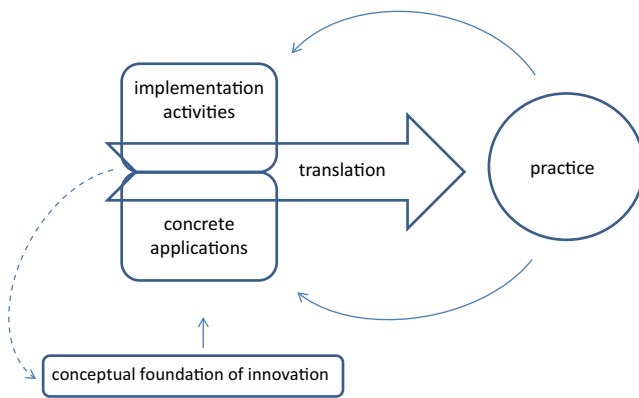 implementation
activities
translation
practice
concrete
applications
conceptual foundation of innovation